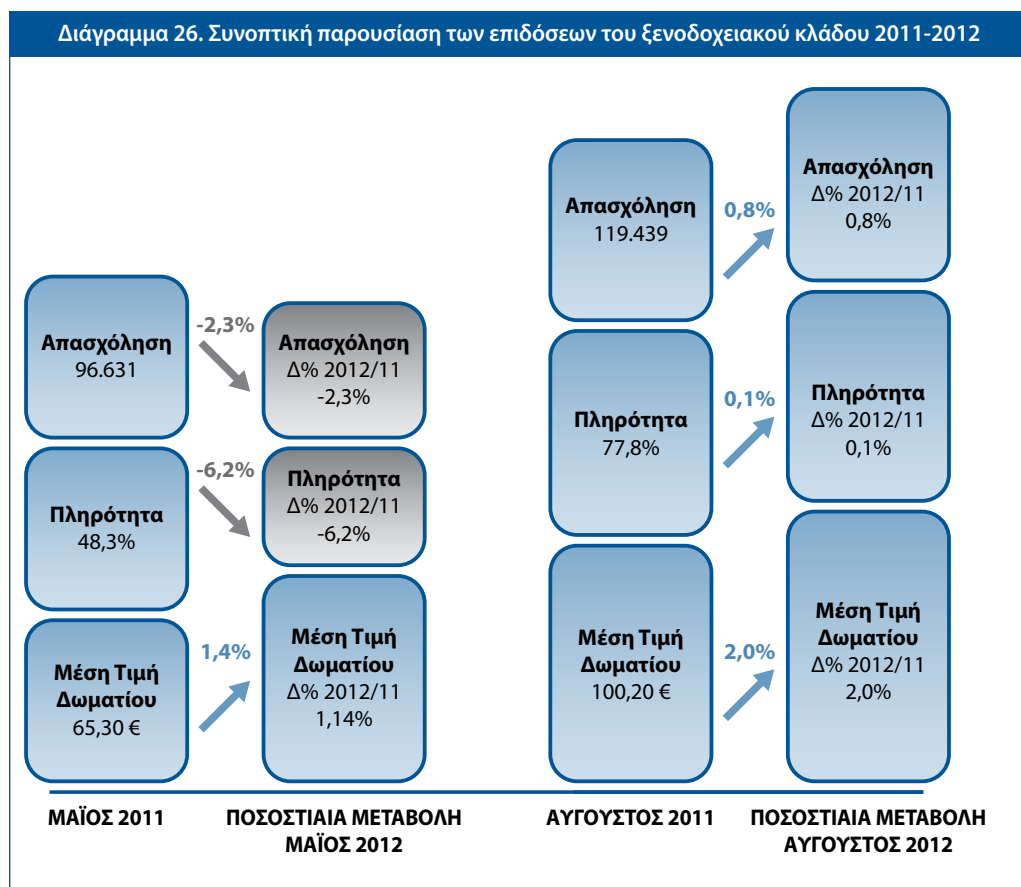 Διάγραμμα 26. Συνοπτική παρουσίαση των επιδόσεων του ξενοδοχειακού κλάδου 2011-2012
Απασχόληση
96.631
-2,3%
Απασχόληση
Δ% 2012/11
-2,3%
Πληρότητα
48,3%
-6,2%
Πληρότητα
Δ% 2012/11
-6,2%
Μέση Τιμή
Δωματίου
65,30 €
1,4%
Μέση Τιμή
Δωματίου
Δ% 2012/11
1,14%
ΜΑΪΟΣ 2011
ΠΟΣΟΣΤΙΑΙΑ ΜΕΤΑΒΟΛΗ
ΜΑΪΟΣ 2012
Απασχόληση
119.439
0,8%
Απασχόληση
Δ% 2012/11
0,8%
Πληρότητα
77,8%
0,1%
Πληρότητα
Δ% 2012/11
0,1%
Μέση Τιμή
Δωματίου
100,20 €
2,0%
Μέση Τιμή
Δωματίου
Δ% 2012/11
2,0%
ΑΥΓΟΥΣΤΟΣ 2011
ΠΟΣΟΣΤΙΑΙΑ ΜΕΤΑΒΟΛΗ
ΑΥΓΟΥΣΤΟΣ 2012